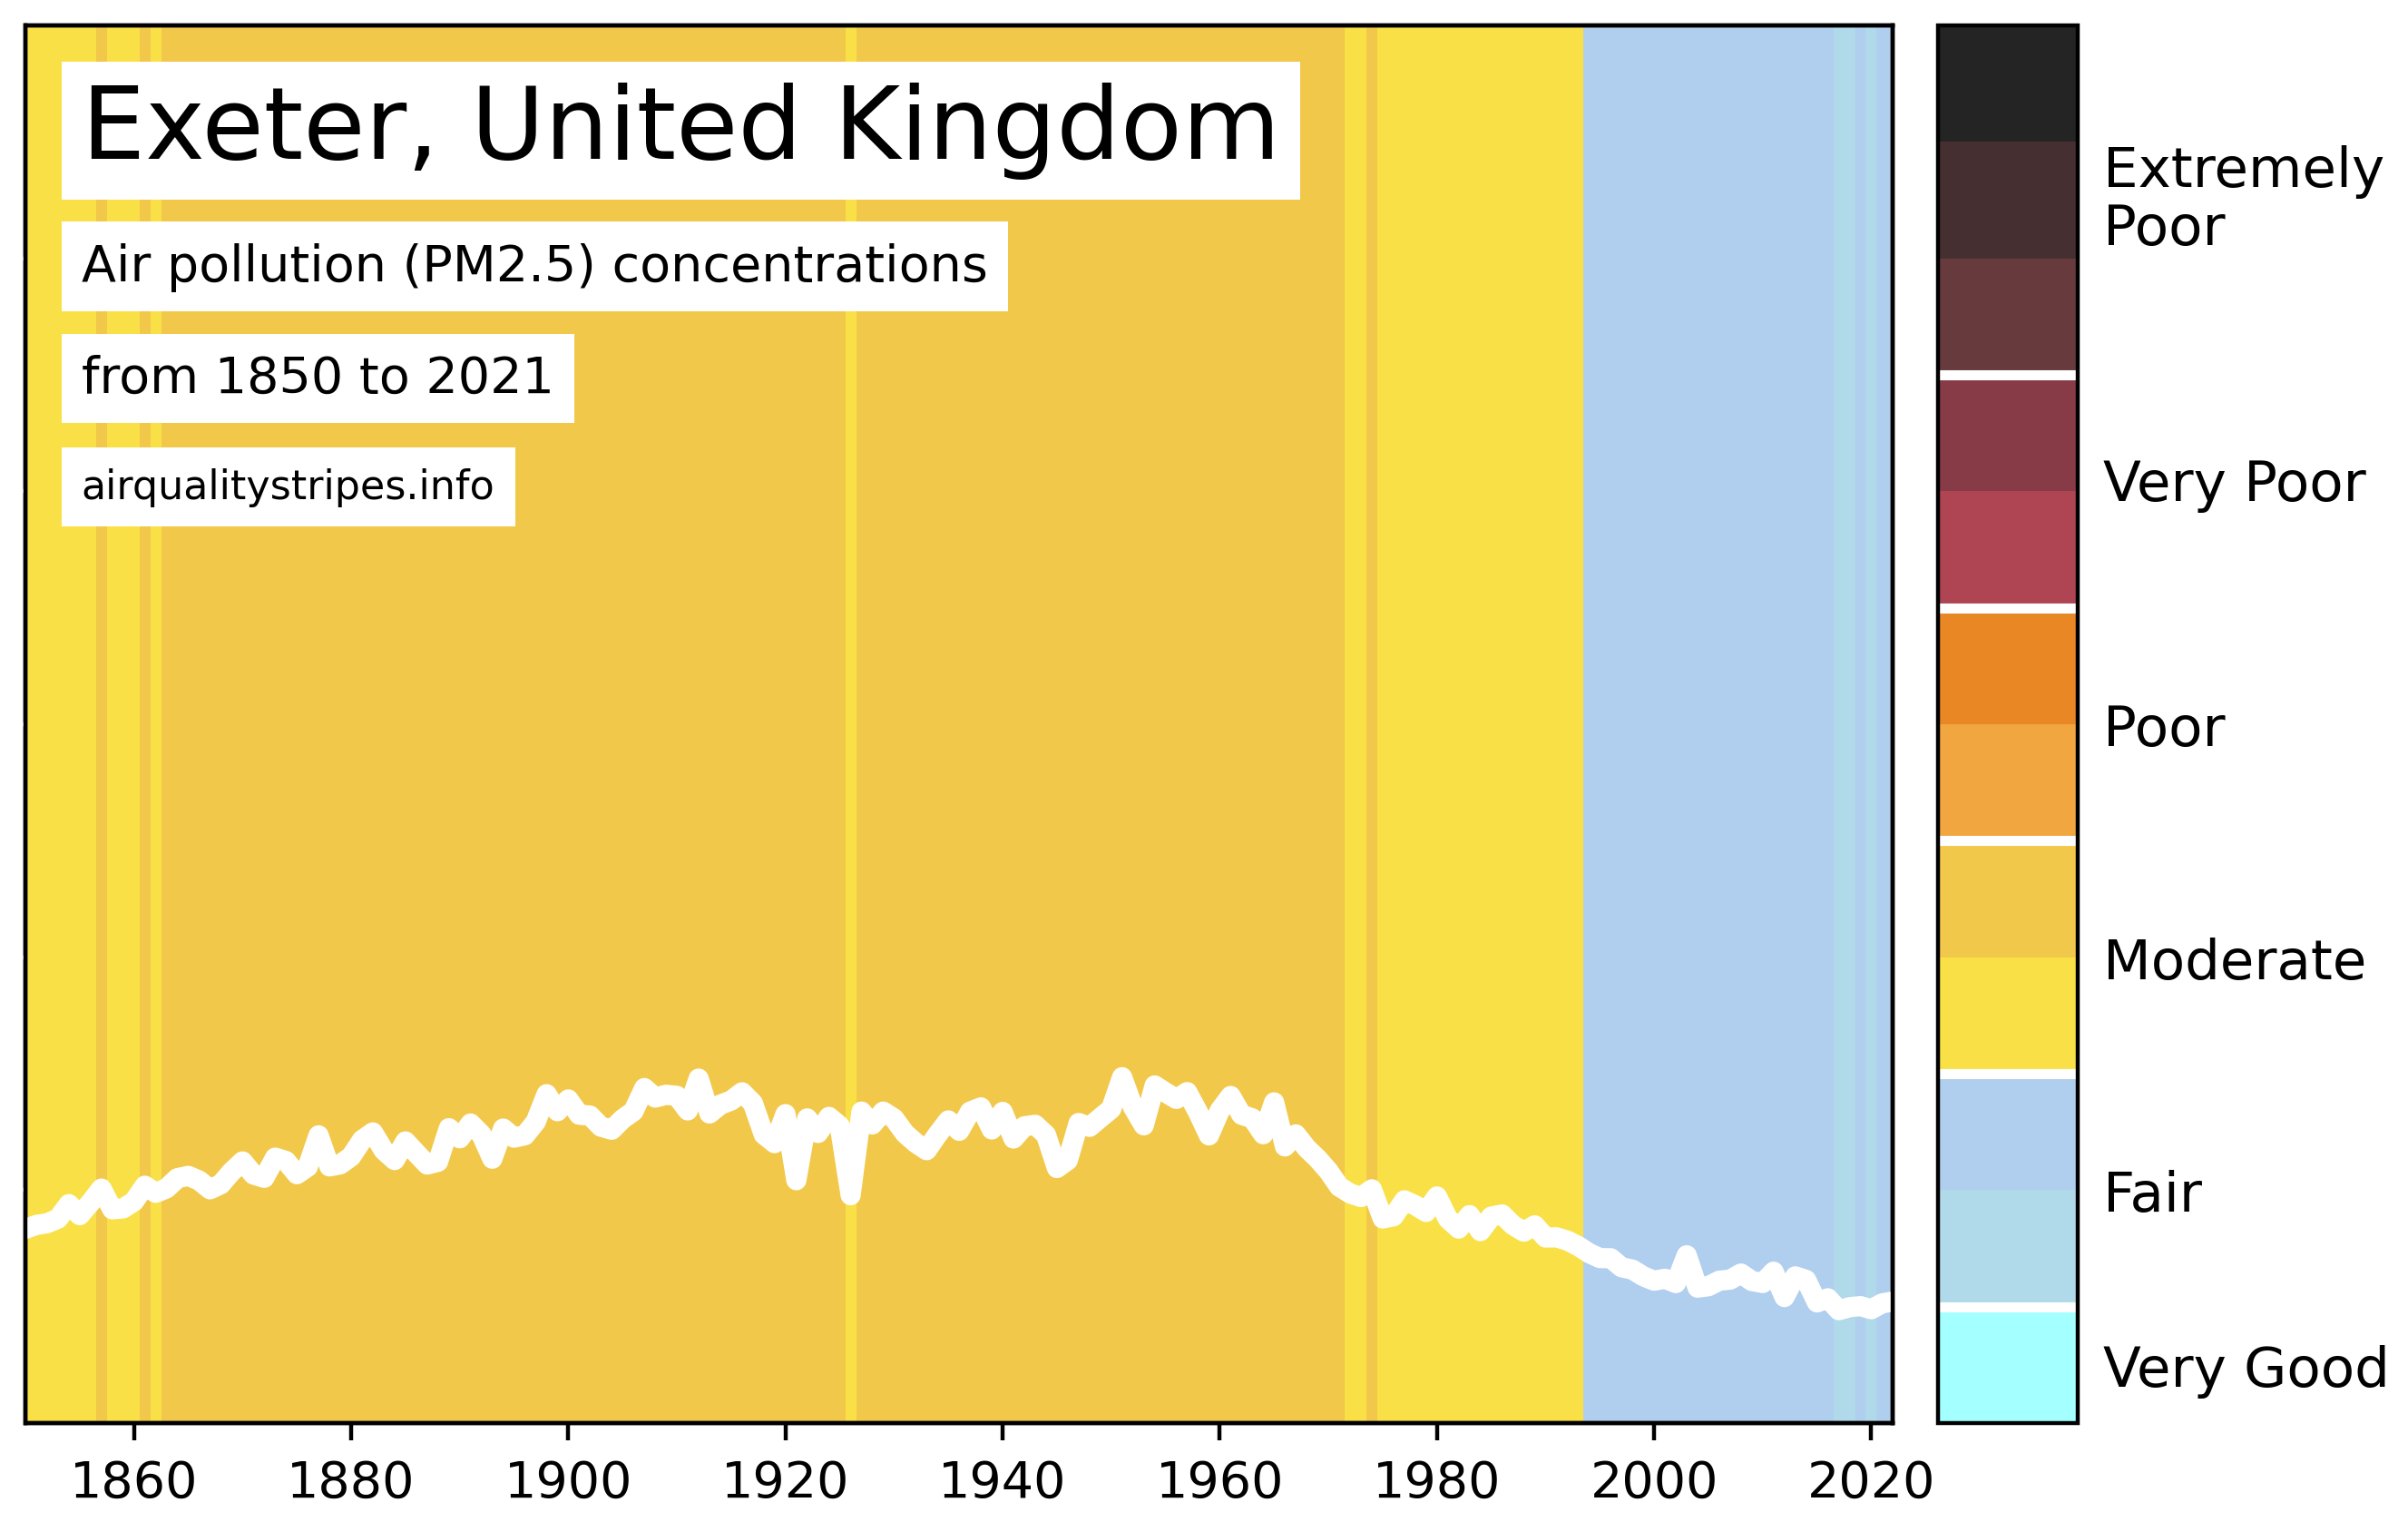 Exeter, United Kingdom
Air pollution (PM2.5) concentrations
from 1850 to 2021
airqualitystripes.info
Extremely
Poor
Very Poor
Poor
Moderate
Fair
Very Good
1860 1880 1900 1920 1940 1960 1980 2000 2020